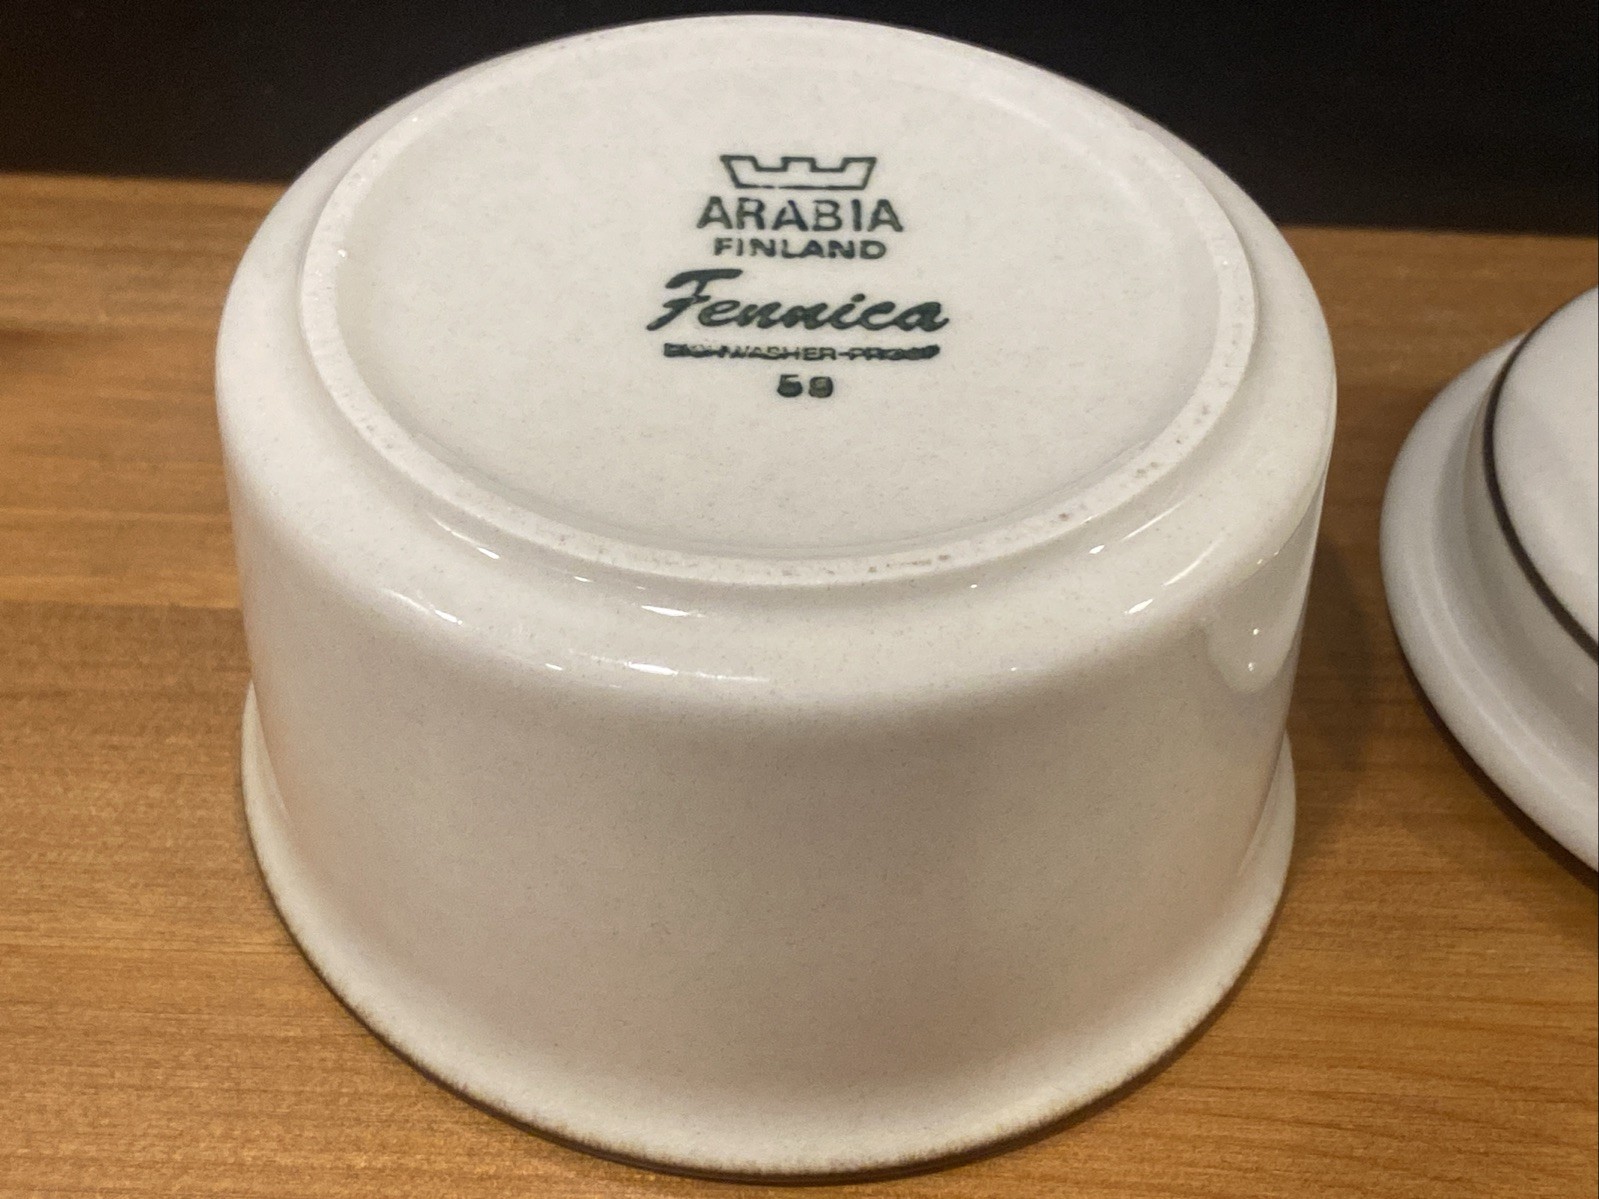 ARABIA
FINLAND
Fennica
DISHWASHER-PROOF
59